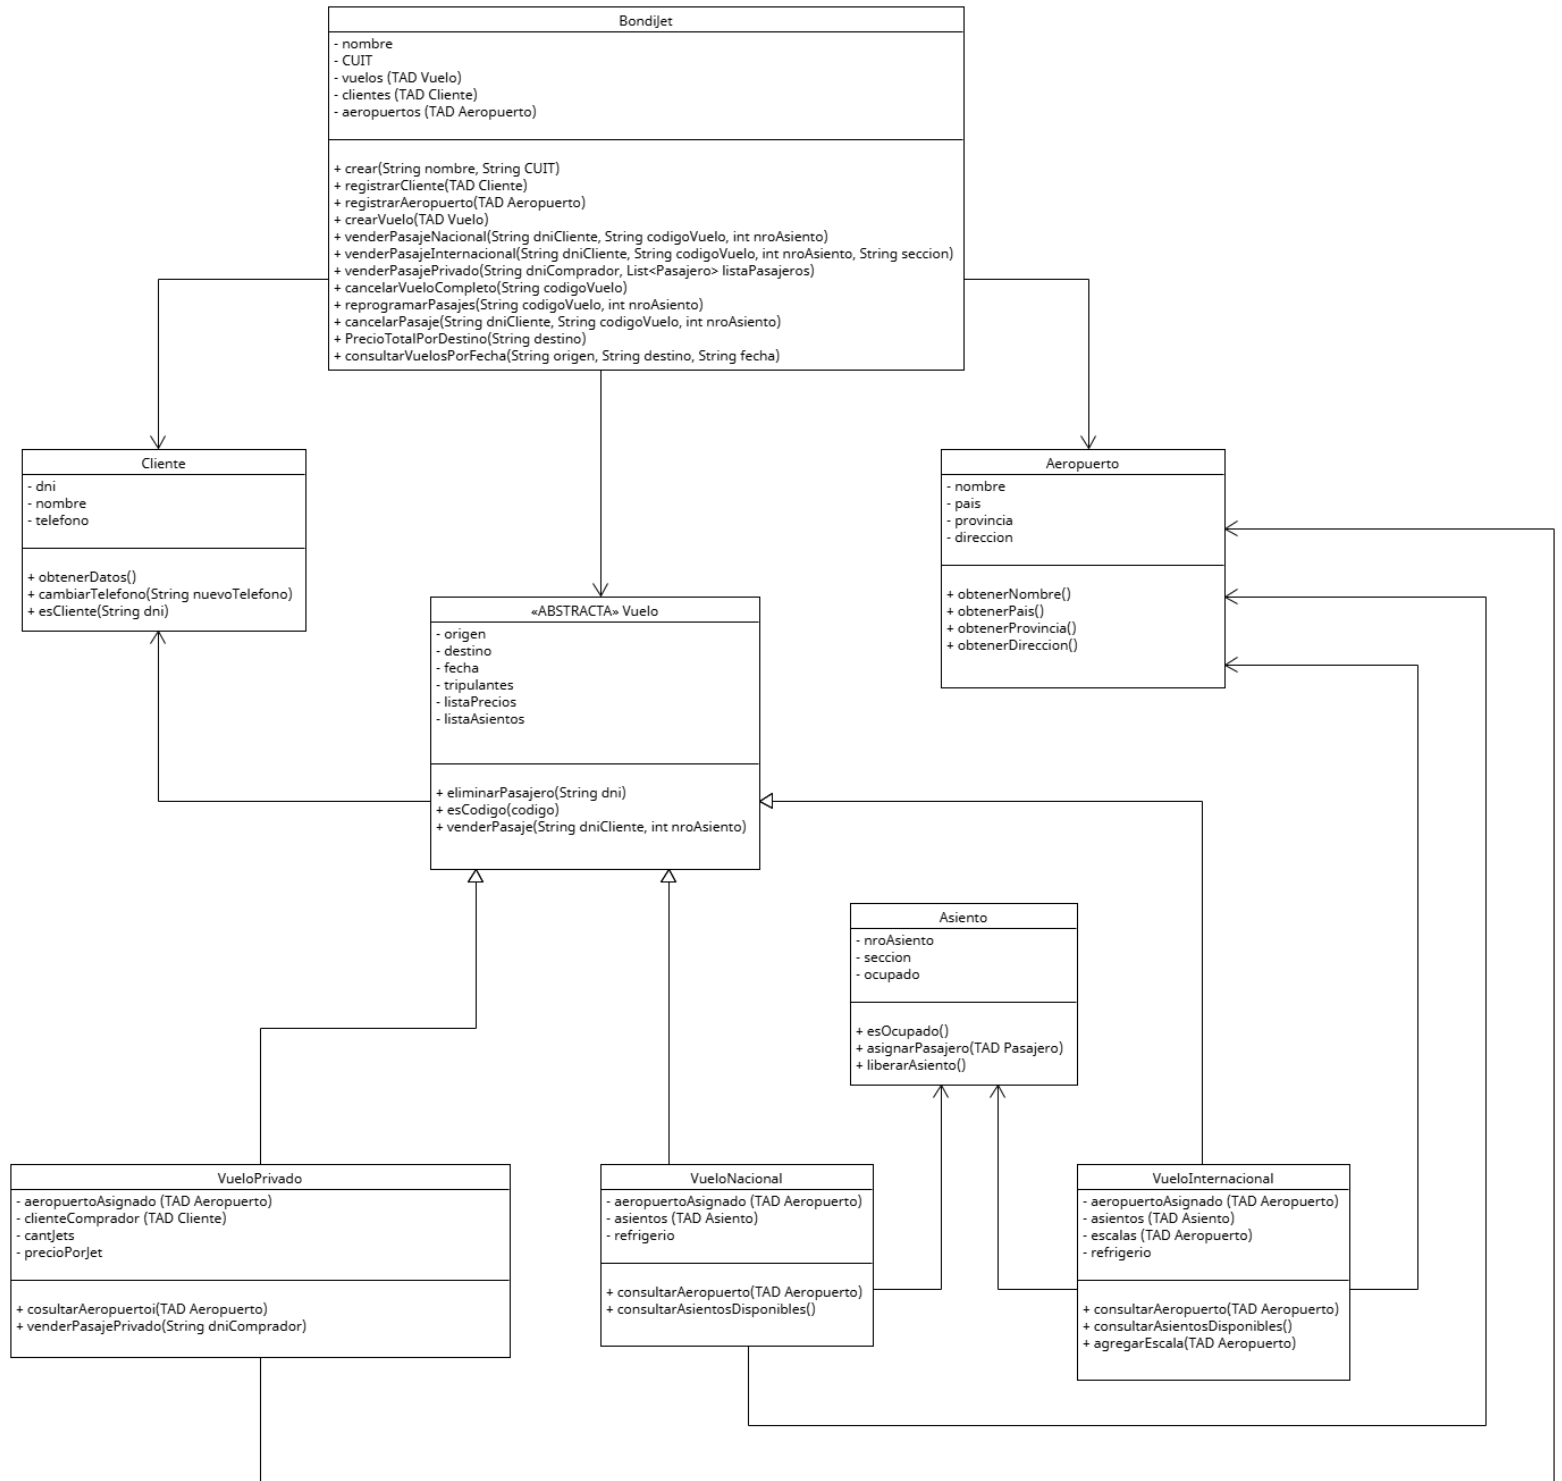 BondiJet
- nombre
- CUIT
- vuelos (TAD Vuelo)
- clientes (TAD Cliente)
- aeropuertos (TAD Aeropuerto)
+ crear(String nombre, String CUIT)
+ registrarCliente(TAD Cliente)
+ registrarAeropuerto(TAD Aeropuerto)
+ crearVuelo(TAD Vuelo)
+ venderPasajeNacional(String dniCliente, String codigoVuelo, int nroAsiento)
+ venderPasajeInternacional(String dniCliente, String codigoVuelo, int nroAsiento, String seccion)
+ venderPasajePrivado(String dniComprador, List<Pasajero> listaPasajeros)
+ cancelarVueloCompleto(String codigoVuelo)
+ reprogramarPasajes(String codigoVuelo, int nroAsiento)
+ cancelarPasaje(String dniCliente, String codigoVuelo, int nroAsiento)
+ PrecioTotalPorDestino(String destino)
+ consultarVuelosPorFecha(String origen, String destino, String fecha)
Cliente
- dni
- nombre
- telefono
+ obtenerDatos()
+ cambiarTelefono(String nuevoTelefono)
+ esCliente(String dni)
Aeropuerto
- nombre
- pais
- provincia
- direccion
+ obtenerNombre()
+ obtenerPais()
+ obtenerProvincia()
+ obtenerDireccion()
«ABSTRACTA» Vuelo
- origen
- destino
- fecha
- tripulantes
- listaPrecios
- listaAsientos
+ eliminarPasajero(String dni)
+ esCodigo(codigo)
+ venderPasaje(String dniCliente, int nroAsiento)
Asiento
- nroAsiento
- seccion
- ocupado
+ esOcupado()
+ asignarPasajero(TAD Pasajero)
+ liberarAsiento()
VueloPrivado
- aeropuertoAsignado (TAD Aeropuerto)
- clienteComprador (TAD Cliente)
- cantJets
- precioPorJet
+ cosultarAeropuertoi(TAD Aeropuerto)
+ venderPasajePrivado(String dniComprador)
VueloNacional
- aeropuertoAsignado (TAD Aeropuerto)
- asientos (TAD Asiento)
- refrigerio
+ consultarAeropuerto(TAD Aeropuerto)
+ consultarAsientosDisponibles()
VueloInternacional
- aeropuertoAsignado (TAD Aeropuerto)
- asientos (TAD Asiento)
- escalas (TAD Aeropuerto)
- refrigerio
+ consultarAeropuerto(TAD Aeropuerto)
+ consultarAsientosDisponibles()
+ agregarEscala(TAD Aeropuerto)